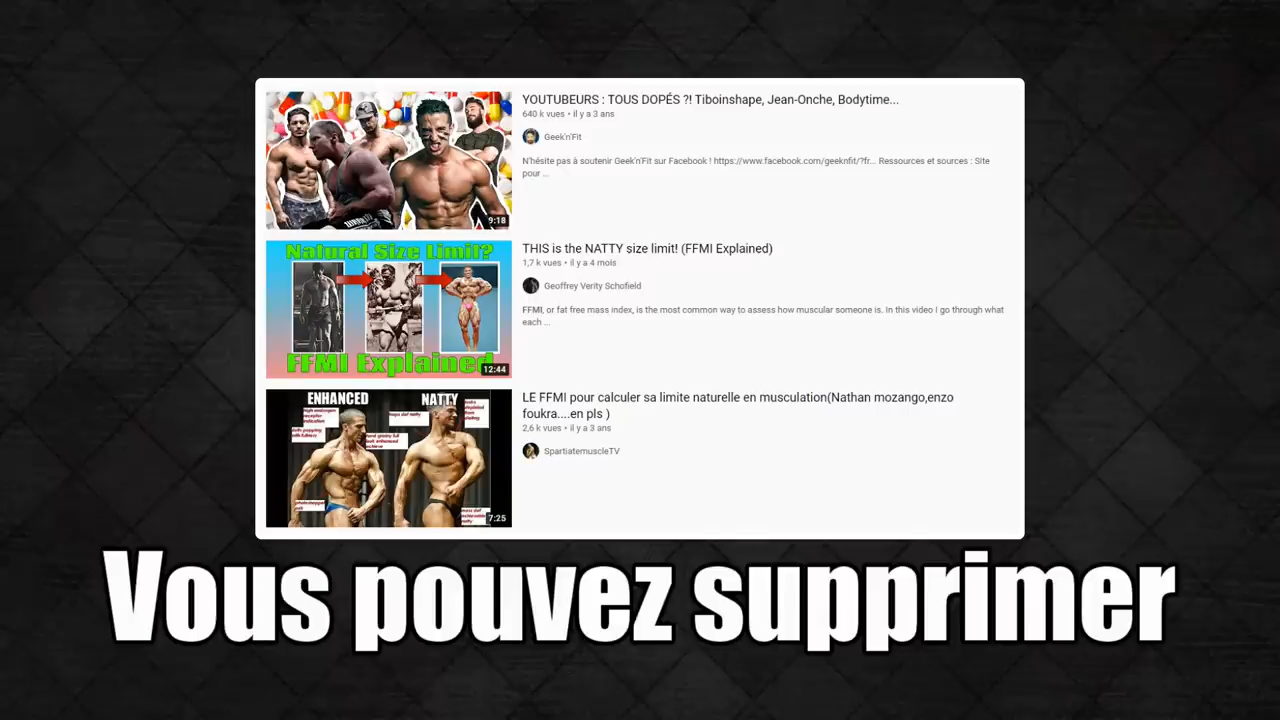 YOUTUBEURS : TOUS DOPÉS ?! Tiboinshape, Jean-Onche, Bodytime...
640 k vues • il y a 3 ans
Geek'n'Fit
N'hésite pas à soutenir Geek'n'Fit sur Facebook ! https://www.facebook.com/geeknfit/?fr... Ressources et sources : Site
pour ...
9:18
Natural Size Limit?
FFMI Explained
12:44
THIS is the NATTY size limit! (FFMI Explained)
1,7 k vues • il y a 4 mois
Geoffrey Verity Schofield
FFMI, or fat free mass index, is the most common way to assess how muscular someone is. In this video I go through what
each ...
ENHANCED
NATTY
7:25
LE FFMI pour calculer sa limite naturelle en musculation(Nathan mozango,enzo
foukra....en pls )
2,6 k vues • il y a 3 ans
SpartiatemuscleTV
Vous pouvez supprimer